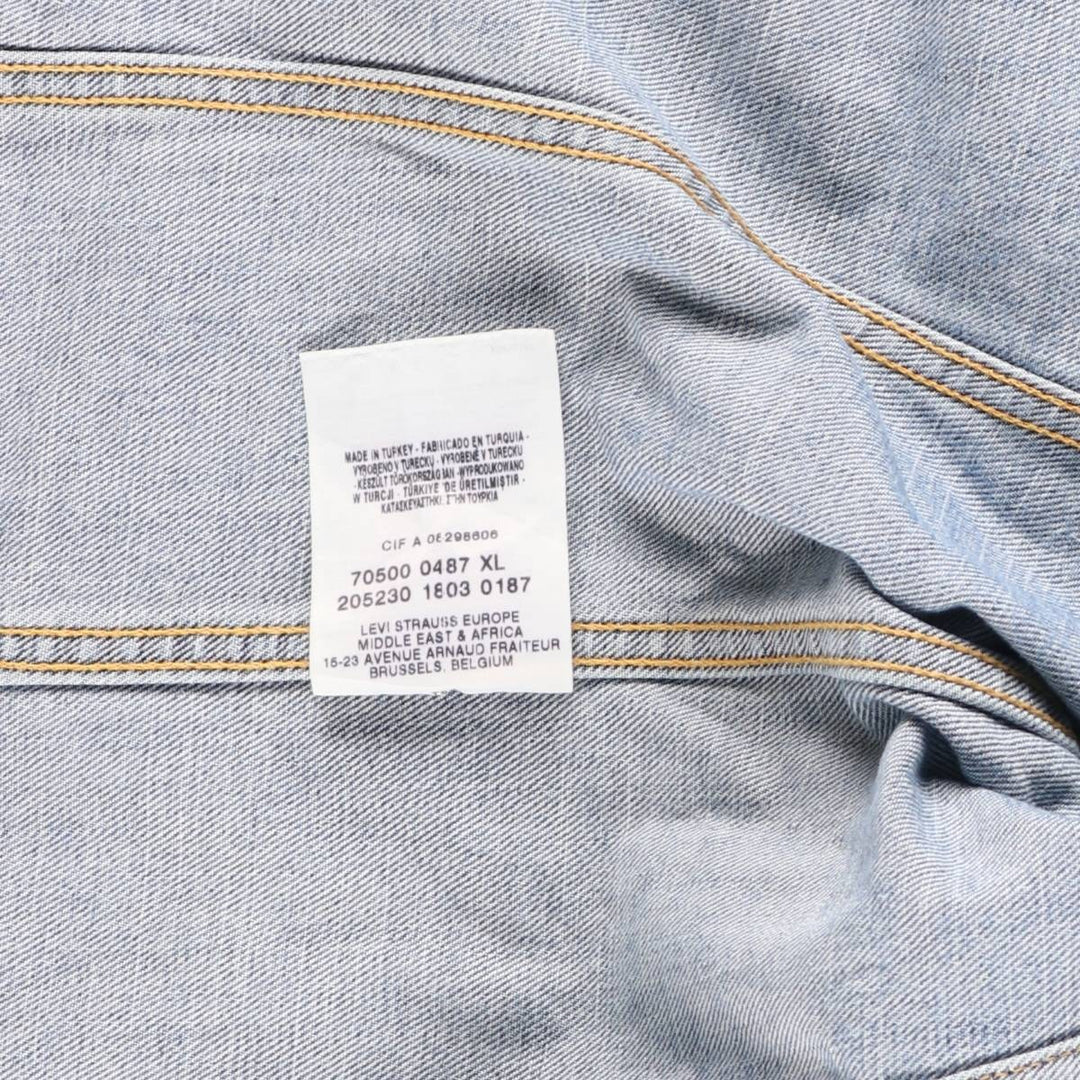 MADE IN TURKEY - FABRICADO EN TURQUIA -
VYROBENO V TURECKU - VYROBENÉ V TURECKU
- KESZÜLT TÖRÖKORSZÁGBAN - WYPRODUKOWANO
W TURCJI - TÜRKIYE DE ÜRETILMIŞTIR -
ΚΑΤΑΣΚΕΥΑΣΤΗΚΕ ΣΤΗΝ ΤΟΥΡΚΙΑ
CIF A 08298606
70500 0487 XL
205230 1803 0187
LEVI STRAUSS EUROPE
MIDDLE EAST & AFRICA
15-23 AVENUE ARNAUD FRAITEUR
BRUSSELS, BELGIUM